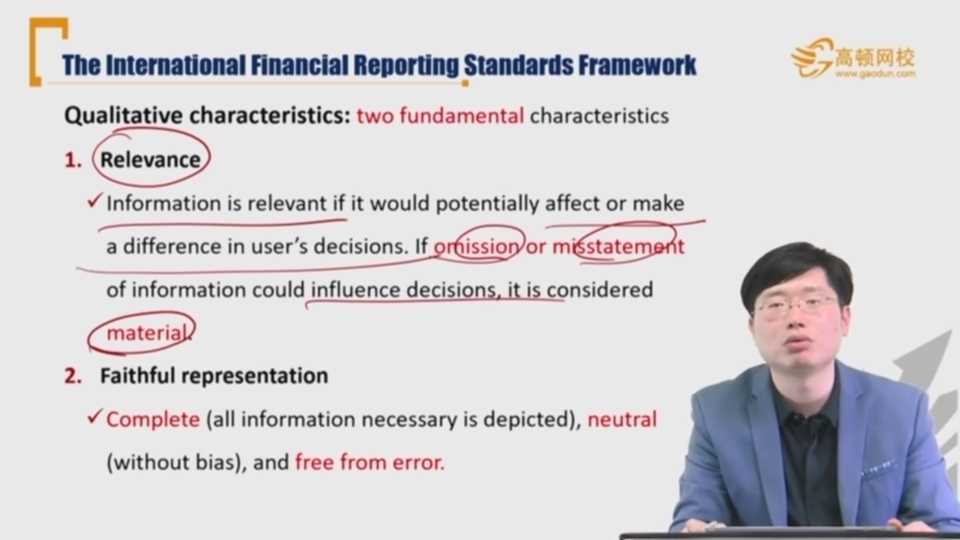 The International Financial Reporting Standards Framework
高顿网校
www.gaodun.com
Qualitative characteristics: two fundamental characteristics
1. Relevance
✓Information is relevant if it would potentially affect or make
a difference in user's decisions. If omission or misstatement
of information could influence decisions, it is considered
material.
2. Faithful representation
✓Complete (all information necessary is depicted), neutral
(without bias), and free from error.